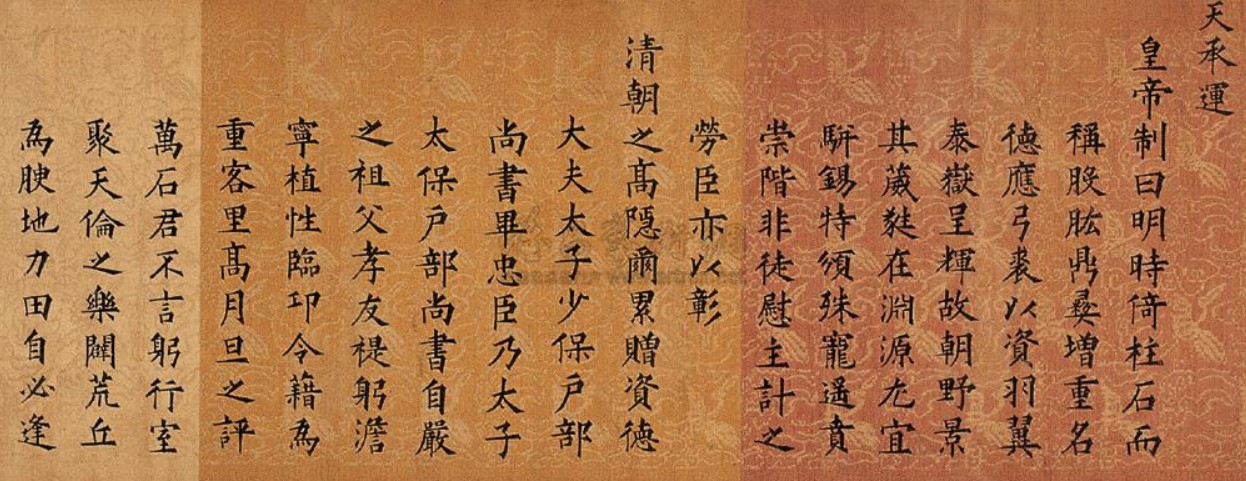 天承運
皇帝制曰明時倚柱石而
稱股肱鼎彝增重名
德應弓裘以資羽翼
泰嶽呈輝故朝野景
其葳蕤在淵源尤宜
駢錫特頒殊寵遥賁
崇階非徒慰主計之
勞臣亦以彰
清朝之高隱爾累贈資德
大夫太子少保戶部
尚書畢忠臣乃太子
太保戶部尚書自嚴
之祖父孝友禔躬澹
寧植性臨邛令籍為
重客里高月旦之評
萬石君不言躬行室
聚天倫之樂闢荒丘
為腴地力田自必逢